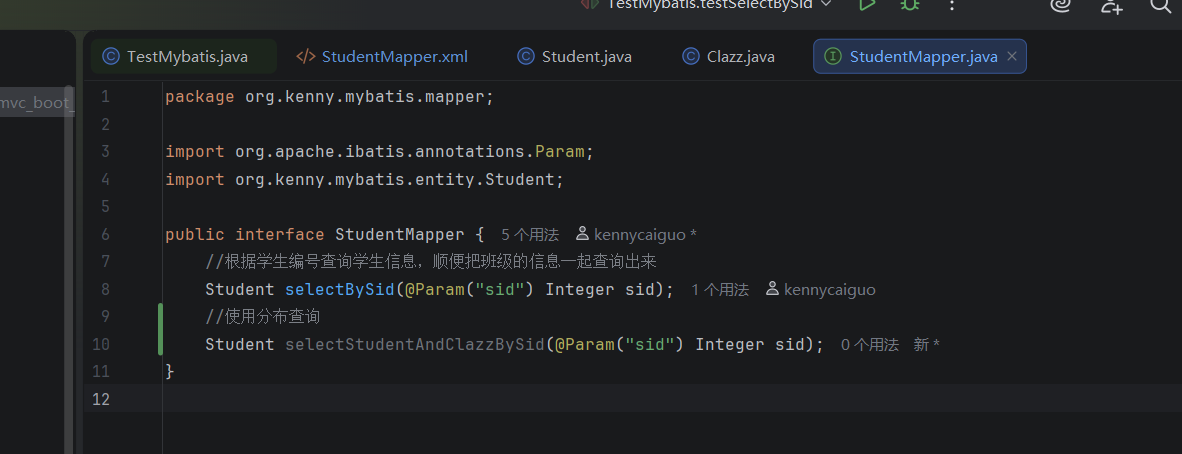 TestMybatis.testSelectBySid
TestMybatis.java
</> StudentMapper.xml
Student.java
Clazz.java
StudentMapper.java
mvc_boot_
1 package org.kenny.mybatis.mapper;
2
3 import org.apache.ibatis.annotations.Param;
4 import org.kenny.mybatis.entity.Student;
5
6 public interface StudentMapper { 5 个用法 kennycaiguo *
7 //根据学生编号查询学生信息，顺便把班级的信息一起查询出来
8 Student selectBySid(@Param("sid") Integer sid); 1 个用法 kennycaiguo
9 //使用分布查询
10 Student selectStudentAndClazzBySid(@Param("sid") Integer sid); 0 个用法 新 *
11 }
12